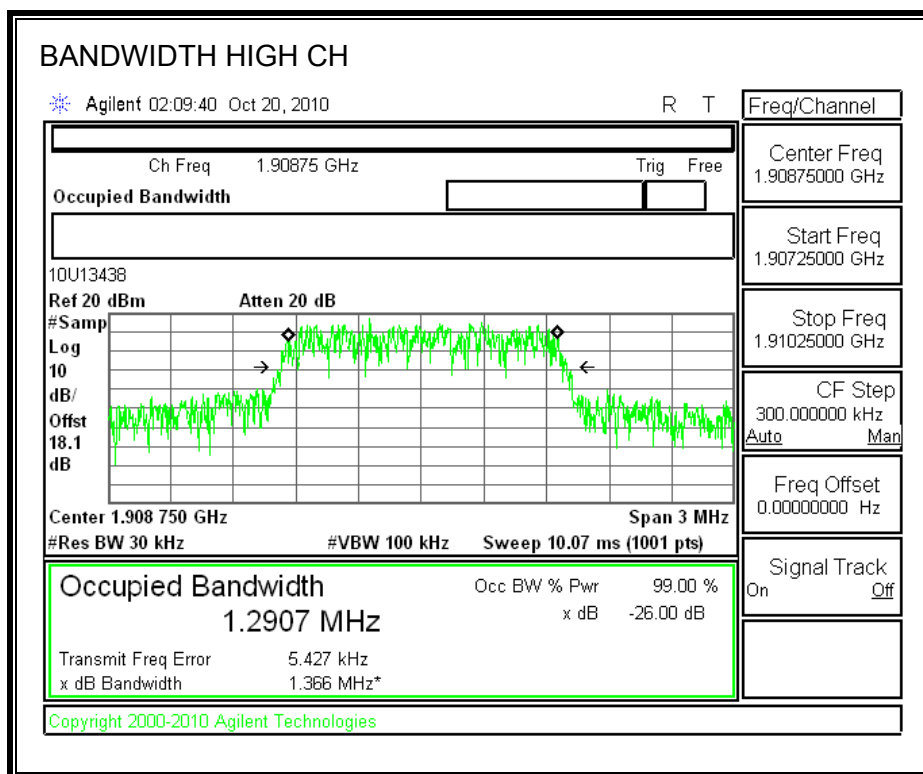 BANDWIDTH HIGH CH
Agilent 02:09:40 Oct 20, 2010 R T
Freq/Channel
Ch Freq 1.90875 GHz Trig Free
Occupied Bandwidth
Center Freq
1.90875000 GHz
Start Freq
1.90725000 GHz
Stop Freq
1.91025000 GHz
CF Step
300.000000 kHz
Auto Man
Freq Offset
0.00000000 Hz
Signal Track
On Off
10U13438
Ref 20 dBm Atten 20 dB
#Samp
Log
10
dB/
Offst
18.1
dB
Center 1.908 750 GHz Span 3 MHz
#Res BW 30 kHz #VBW 100 kHz Sweep 10.07 ms (1001 pts)
Occupied Bandwidth Occ BW % Pwr 99.00 %
1.2907 MHz x dB -26.00 dB
Transmit Freq Error 5.427 kHz
x dB Bandwidth 1.366 MHz*
Copyright 2000-2010 Agilent Technologies